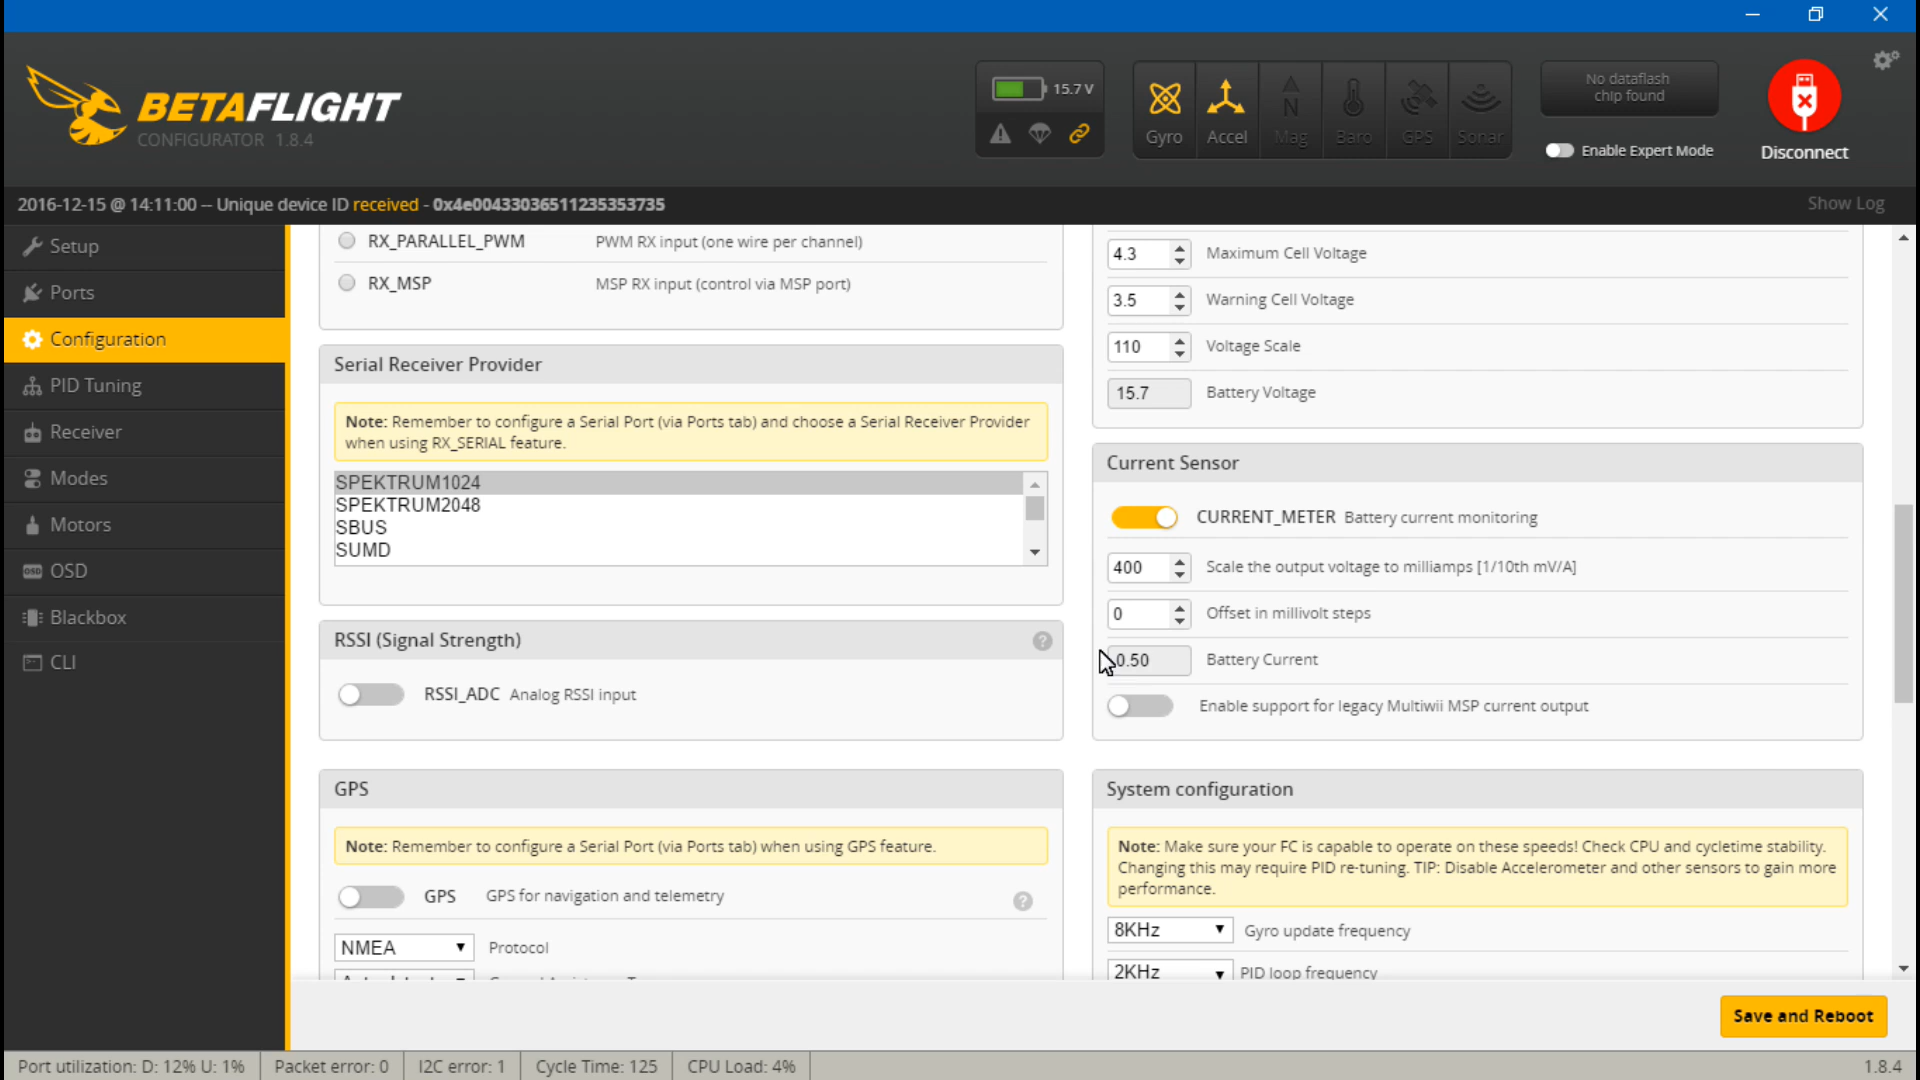 BETAFLIGHT
CONFIGURATOR 1.8.4
15.7 V
Gyro
Accel
Mag
Baro
GPS
Sonar
No dataflash
chip found
Enable Expert Mode
Disconnect
2016-12-15 @ 14:11:00 -- Unique device ID received - 0x4e004330365112353537​35
Show Log
Setup
Ports
Configuration
PID Tuning
Receiver
Modes
Motors
OSD OSD
Blackbox
CLI
RX_PARALLEL_PWM PWM RX input (one wire per channel)
RX_MSP MSP RX input (control via MSP port)
Serial Receiver Provider
Note: Remember to configure a Serial Port (via Ports tab) and choose a Serial Receiver Provider
when using RX_SERIAL feature.
SPEKTRUM1024
SPEKTRUM2048
SBUS
SUMD
RSSI (Signal Strength) ?
RSSI_ADC Analog RSSI input
GPS
Note: Remember to configure a Serial Port (via Ports tab) when using GPS feature.
GPS GPS for navigation and telemetry ?
NMEA Protocol
4.3 Maximum Cell Voltage
3.5 Warning Cell Voltage
110 Voltage Scale
15.7 Battery Voltage
Current Sensor
CURRENT_METER Battery current monitoring
400 Scale the output voltage to milliamps [1/10th mV/A]
0 Offset in millivolt steps
0.50 Battery Current
Enable support for legacy Multiwii MSP current output
System configuration
Note: Make sure your FC is capable to operate on these speeds! Check CPU and cycletime stability.
Changing this may require PID re-tuning. TIP: Disable Accelerometer and other sensors to gain more
performance.
8KHz Gyro update frequency
2KHz PID loop frequency
Save and Reboot
Port utilization: D: 12% U: 1%
Packet error: 0
I2C error: 1
Cycle Time: 125
CPU Load: 4%
1.8.4